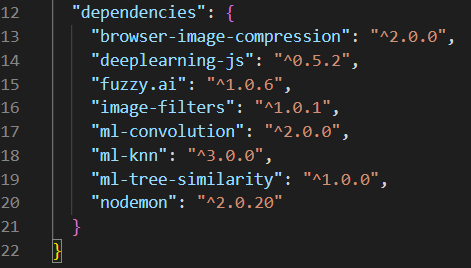 12 "dependencies": {
13 "browser-image-compression": "^2.0.0",
14 "deeplearning-js": "^0.5.2",
15 "fuzzy.ai": "^1.0.6",
16 "image-filters": "^1.0.1",
17 "ml-convolution": "^2.0.0",
18 "ml-knn": "^3.0.0",
19 "ml-tree-similarity": "^1.0.0",
20 "nodemon": "^2.0.20"
21 }
22 }